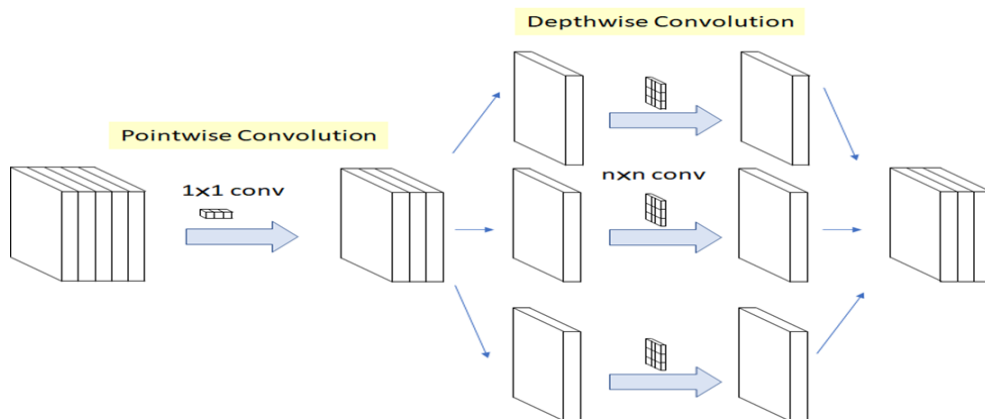 Depthwise Convolution
Pointwise Convolution
1x1 conv
nxn conv